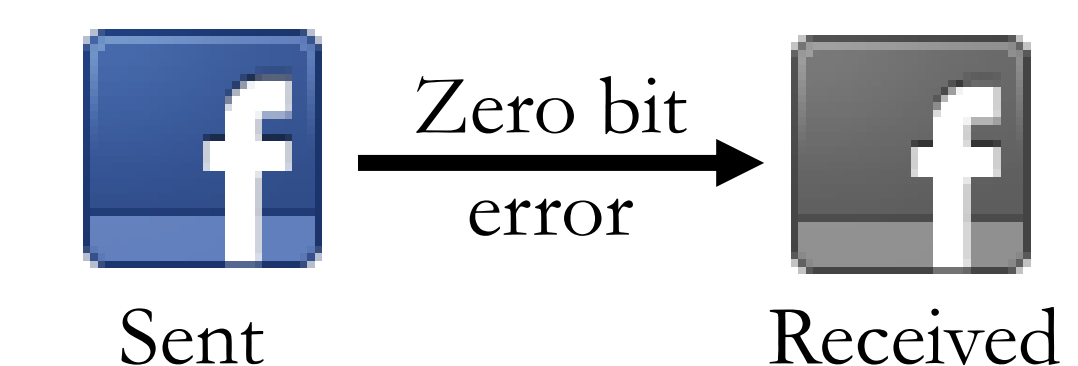 f
Zero bit
error
f
Sent
Received